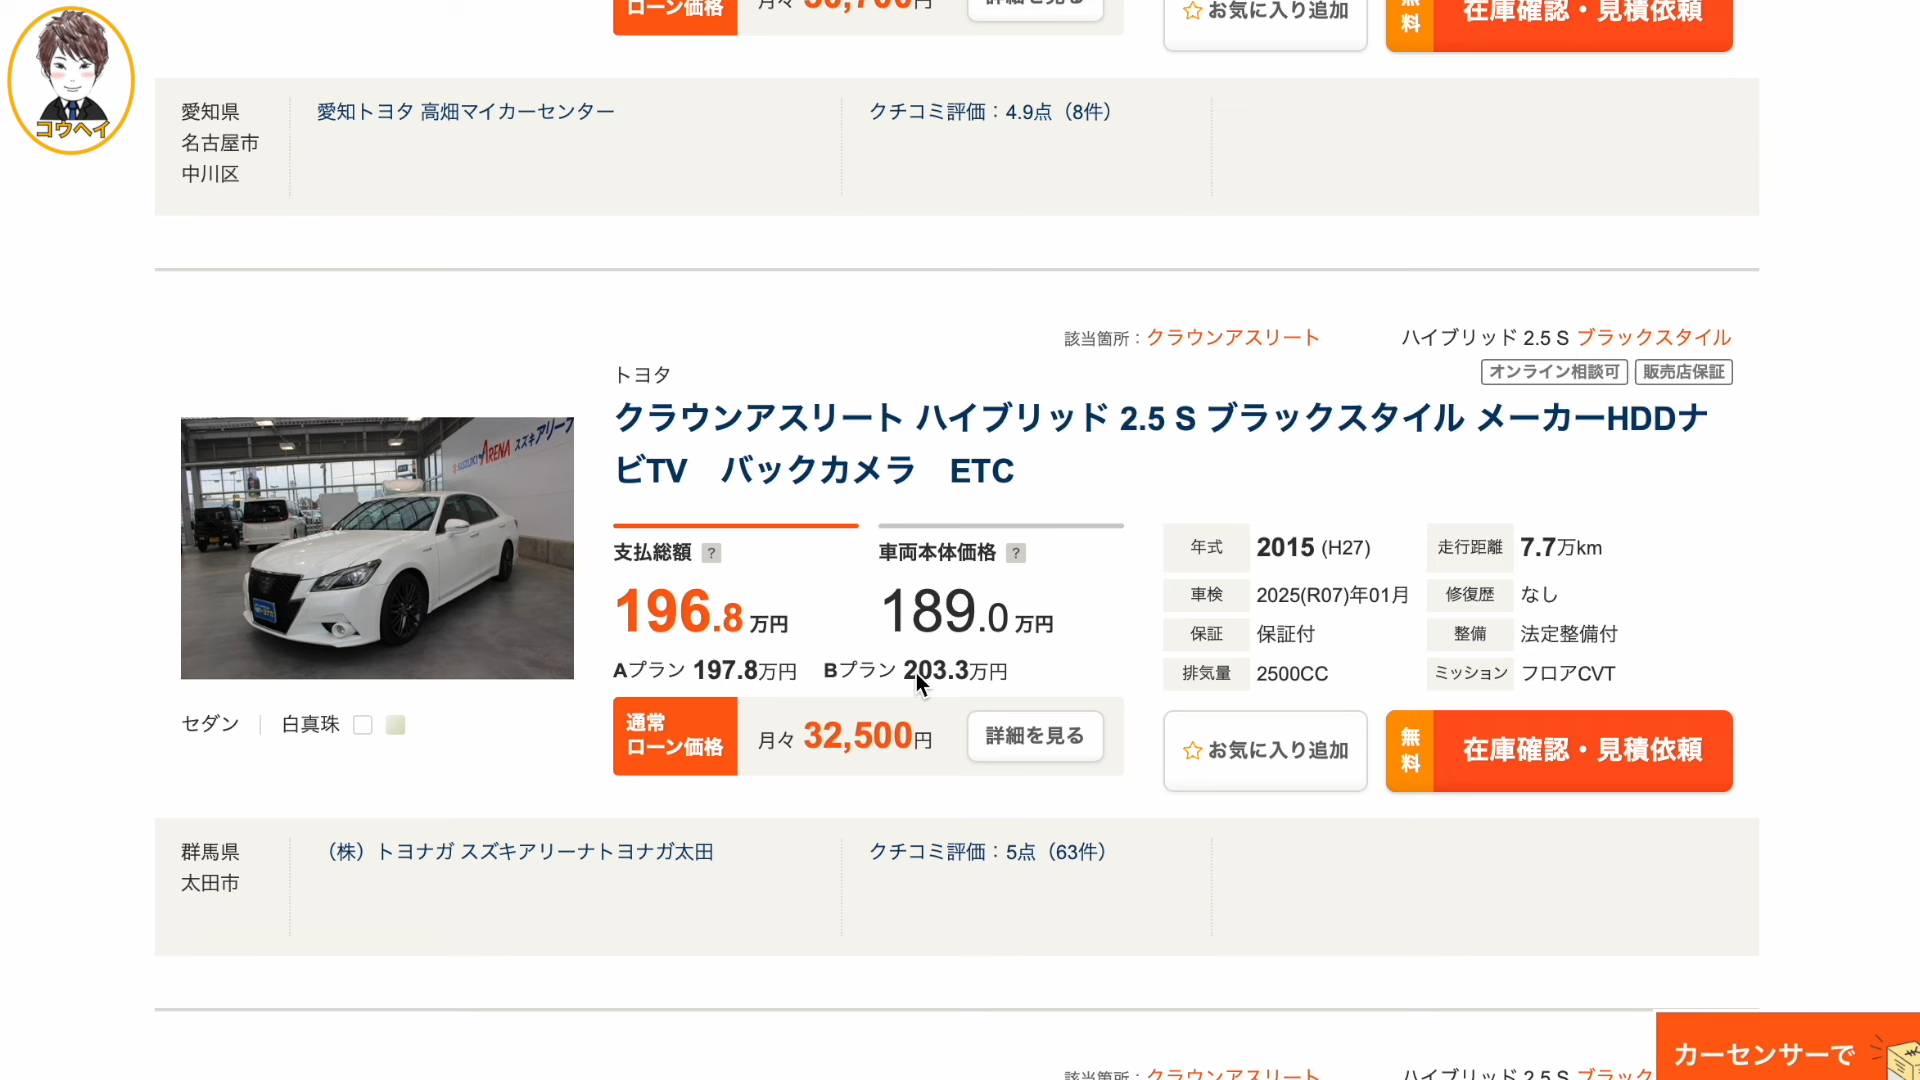 ローン価格
月々
円
お気に入り追加
無料
在庫確認・見積依頼
コウヘイ
愛知県
名古屋市
中川区
愛知トヨタ 高畑マイカーセンター
クチコミ評価：4.9点（8件）
該当箇所：クラウンアスリート ハイブリッド 2.5 S ブラックスタイル
トヨタ
オンライン相談可
販売店保証
クラウンアスリート ハイブリッド 2.5 S ブラックスタイル メーカーHDDナ
ビTV　バックカメラ　ETC
SUZUKI ARENA スズキアリーナ
支払総額 ?
車両本体価格 ?
196.8万円
189.0万円
Aプラン 197.8万円
Bプラン 203.3万円
通常
ローン価格
月々 32,500円
詳細を見る
年式 2015 (H27)
走行距離 7.7万km
車検 2025(R07)年01月
修復歴 なし
保証 保証付
整備 法定整備付
排気量 2500CC
ミッション フロアCVT
お気に入り追加
無料
在庫確認・見積依頼
セダン
白真珠
群馬県
太田市
（株）トヨナガ スズキアリーナトヨナガ太田
クチコミ評価：5点（63件）
カーセンサーで
該当箇所：クラウンアスリート ハイブリッド 2.5 S ブラック